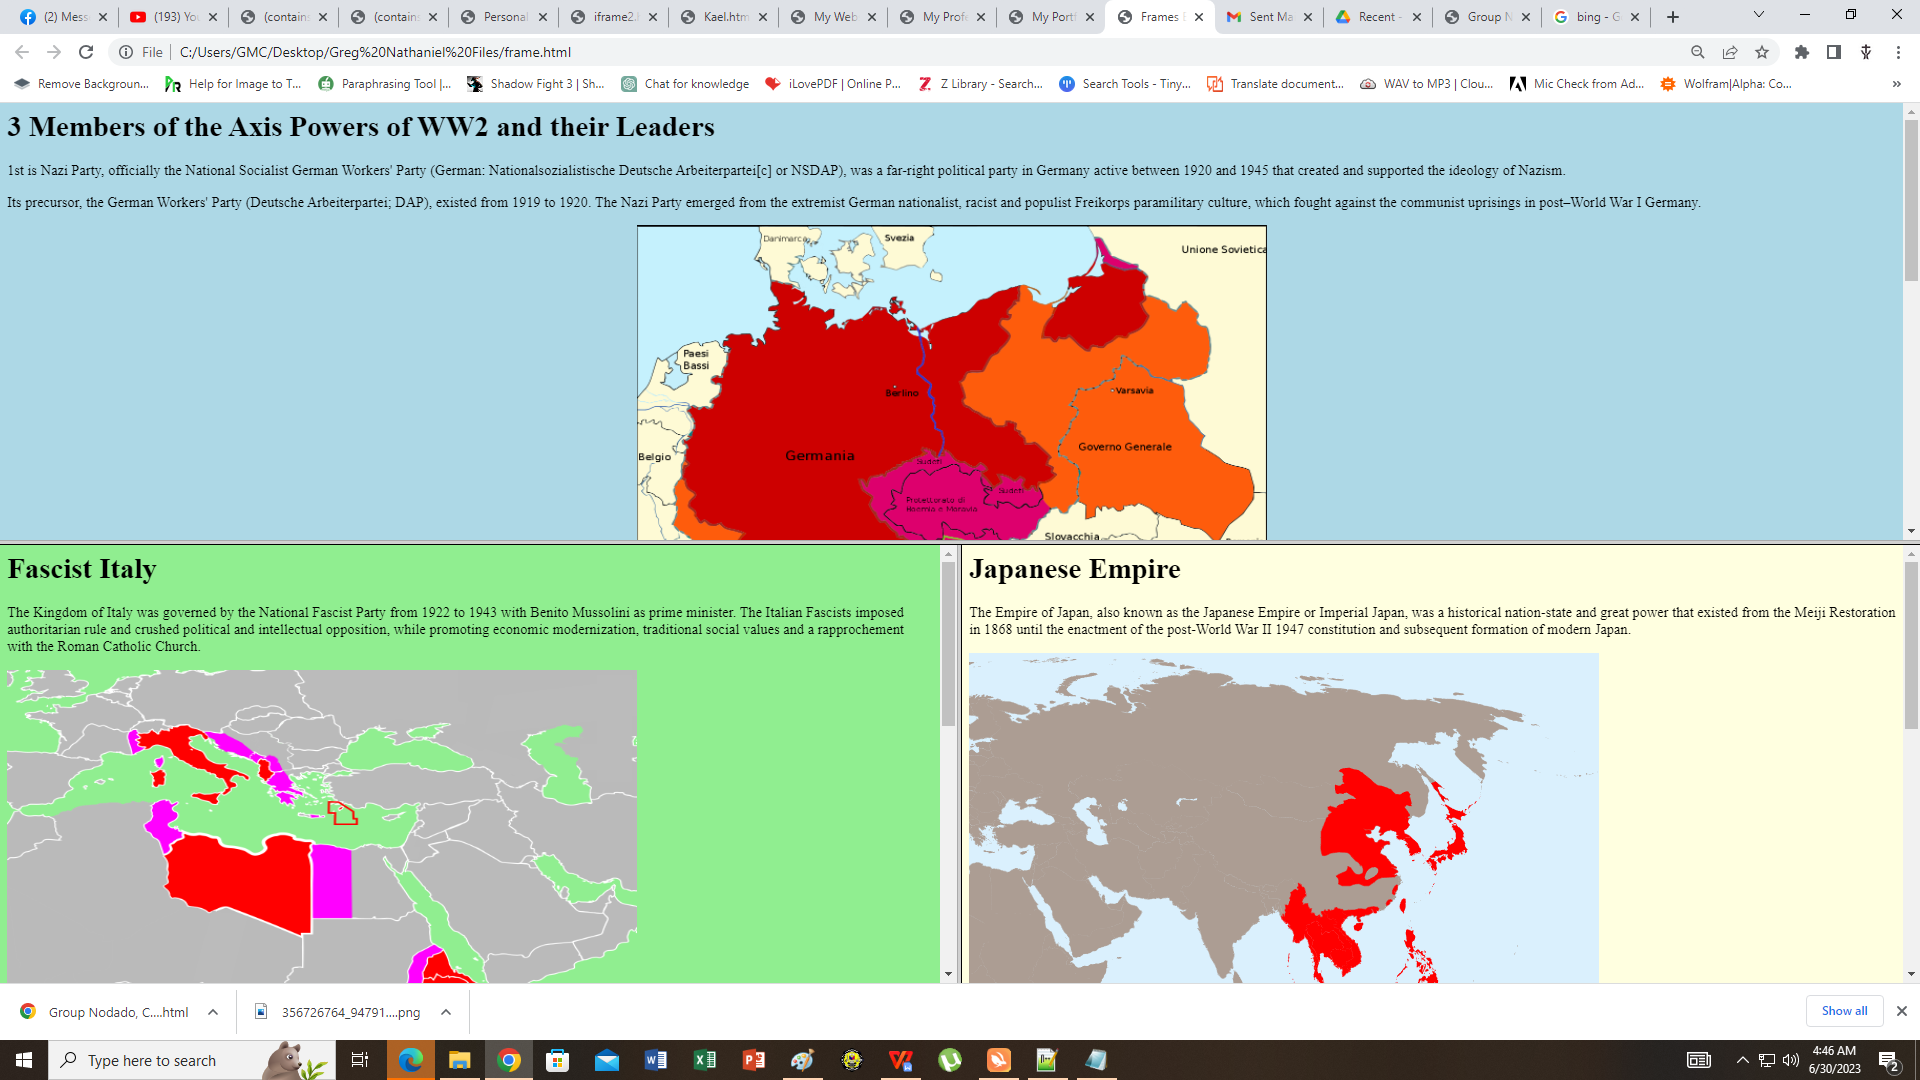 (2) Mess
(193) Yo
(contain
(contain
Personal
iframe2.h
Kael.htm
My Web
My Profe
My Portf
Frames E
Sent Ma
Recent -
Group N
bing - G
File | C:/Users/GMC/Desktop/Greg%20Nathaniel%20Files/frame.html
Remove Backgroun...
Help for Image to T...
Paraphrasing Tool |...
Shadow Fight 3 | Sh...
Chat for knowledge
iLovePDF | Online P...
Z Library - Search...
Search Tools - Tiny...
Translate document...
WAV to MP3 | Clou...
Mic Check from Ad...
Wolfram|Alpha: Co...
3 Members of the Axis Powers of WW2 and their Leaders
1st is Nazi Party, officially the National Socialist German Workers' Party (German: Nationalsozialistische Deutsche Arbeiterpartei[c] or NSDAP), was a far-right political party in Germany active between 1920 and 1945 that created and supported the ideology of Nazism.
Its precursor, the German Workers' Party (Deutsche Arbeiterpartei; DAP), existed from 1919 to 1920. The Nazi Party emerged from the extremist German nationalist, racist and populist Freikorps paramilitary culture, which fought against the communist uprisings in post–World War I Germany.
Danimarca
Svezia
Unione Sovietica
Paesi
Bassi
Berlino
Varsavia
Belgio
Germania
Governo Generale
Sudeti
Sudeti
Protettorato di
Boemia e Moravia
Slovacchia
Fascist Italy
The Kingdom of Italy was governed by the National Fascist Party from 1922 to 1943 with Benito Mussolini as prime minister. The Italian Fascists imposed
authoritarian rule and crushed political and intellectual opposition, while promoting economic modernization, traditional social values and a rapprochement
with the Roman Catholic Church.
Japanese Empire
The Empire of Japan, also known as the Japanese Empire or Imperial Japan, was a historical nation-state and great power that existed from the Meiji Restoration
in 1868 until the enactment of the post-World War II 1947 constitution and subsequent formation of modern Japan.
Group Nodado, C....html
356726764_94791....png
Show all
Type here to search
4:46 AM
6/30/2023
2